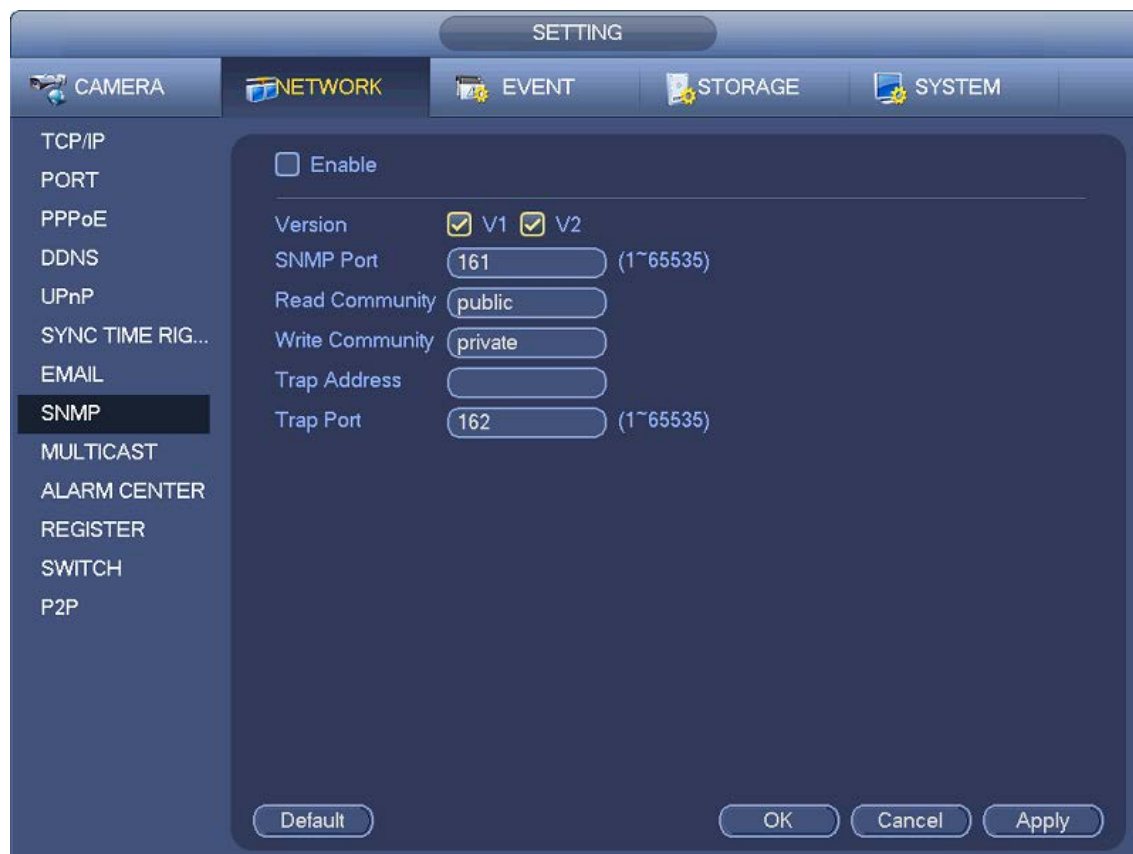 SETTING
CAMERA NETWORK EVENT STORAGE SYSTEM
TCP/IP
PORT
PPPoE
DDNS
UPnP
SYNC TIME RIG...
EMAIL
SNMP
MULTICAST
ALARM CENTER
REGISTER
SWITCH
P2P
Enable
Version V1 V2
SNMP Port 161 (1~65535)
Read Community public
Write Community private
Trap Address
Trap Port 162 (1~65535)
Default OK Cancel Apply